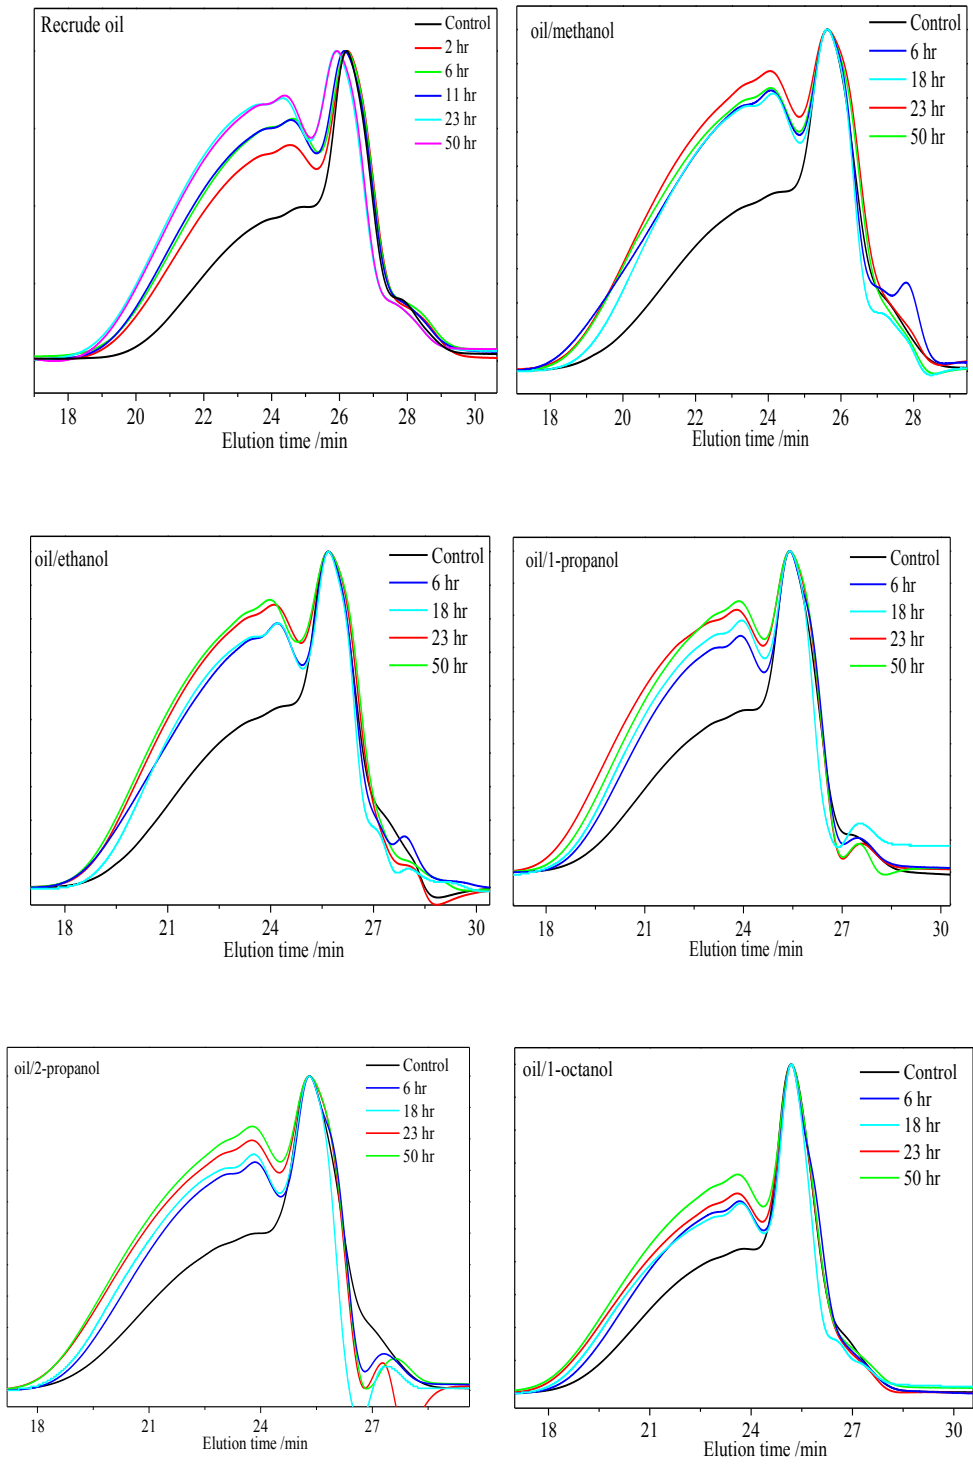 Recrude oil
Control
2 hr
6 hr
11 hr
23 hr
50 hr
18 20 22 24 26 28 30
Elution time /min
oil/methanol
Control
6 hr
18 hr
23 hr
50 hr
18 20 22 24 26 28
Elution time /min
oil/ethanol
Control
6 hr
18 hr
23 hr
50 hr
18 21 24 27 30
Elution time /min
oil/1-propanol
Control
6 hr
18 hr
23 hr
50 hr
18 21 24 27 30
Elution time /min
oil/2-propanol
Control
6 hr
18 hr
23 hr
50 hr
18 21 24 27
Elution time /min
oil/1-octanol
Control
6 hr
18 hr
23 hr
50 hr
18 21 24 27 30
Elution time /min